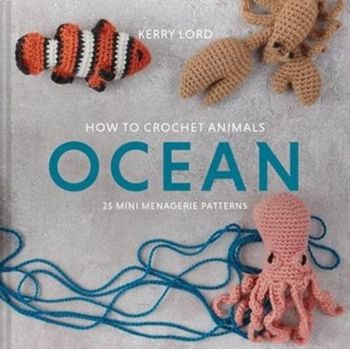 KERRY LORD
HOW TO CROCHET ANIMALS
OCEAN
25 MINI MENAGERIE PATTERNS